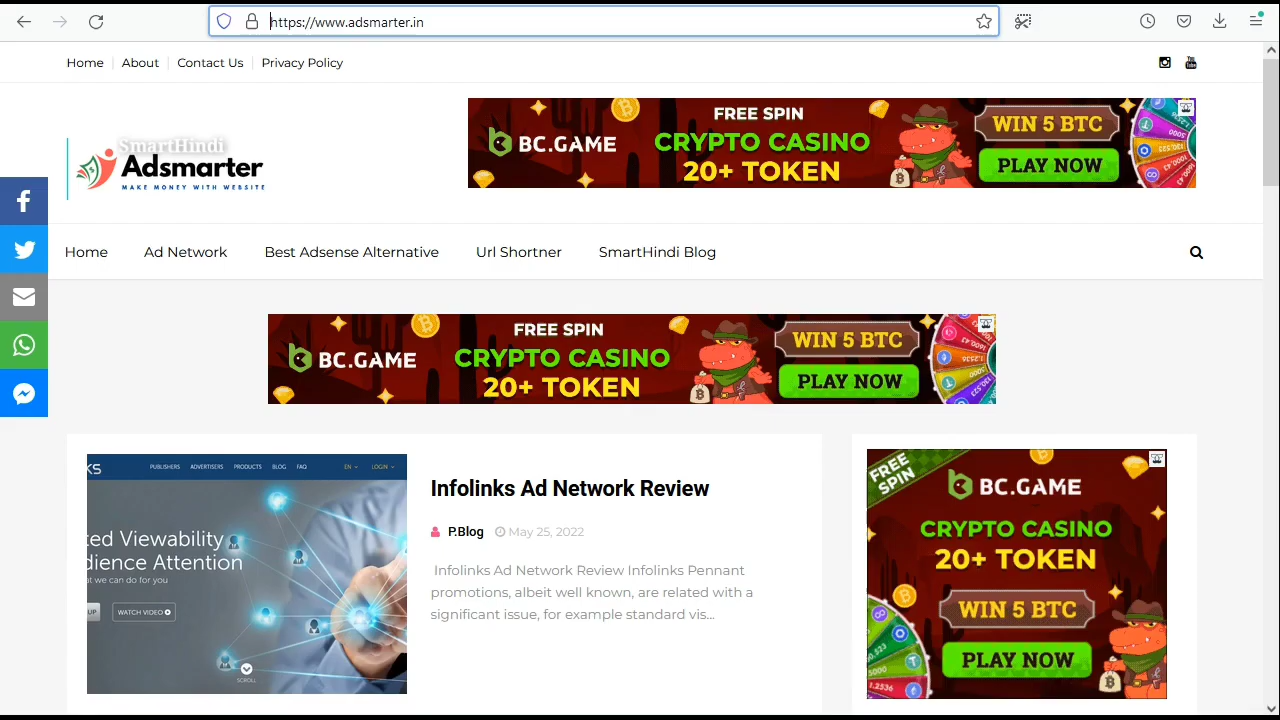 https://www.adsmarter.in
Home About Contact Us Privacy Policy
SmartHindi
Adsmarter
MAKE MONEY WITH WEBSITE
BC.GAME
FREE SPIN
CRYPTO CASINO
20+ TOKEN
WIN 5 BTC
PLAY NOW
Home Ad Network Best Adsense Alternative Url Shortner SmartHindi Blog
BC.GAME
FREE SPIN
CRYPTO CASINO
20+ TOKEN
WIN 5 BTC
PLAY NOW
KS PUBLISHERS ADVERTISERS PRODUCTS BLOG FAQ EN LOGIN
ted Viewability
dience Attention
at we can do for you
UP WATCH VIDEO
SCROLL
Infolinks Ad Network Review
P.Blog May 25, 2022
Infolinks Ad Network Review Infolinks Pennant
promotions, albeit well known, are related with a
significant issue, for example standard vis...
FREE SPIN
BC.GAME
CRYPTO CASINO
20+ TOKEN
WIN 5 BTC
PLAY NOW